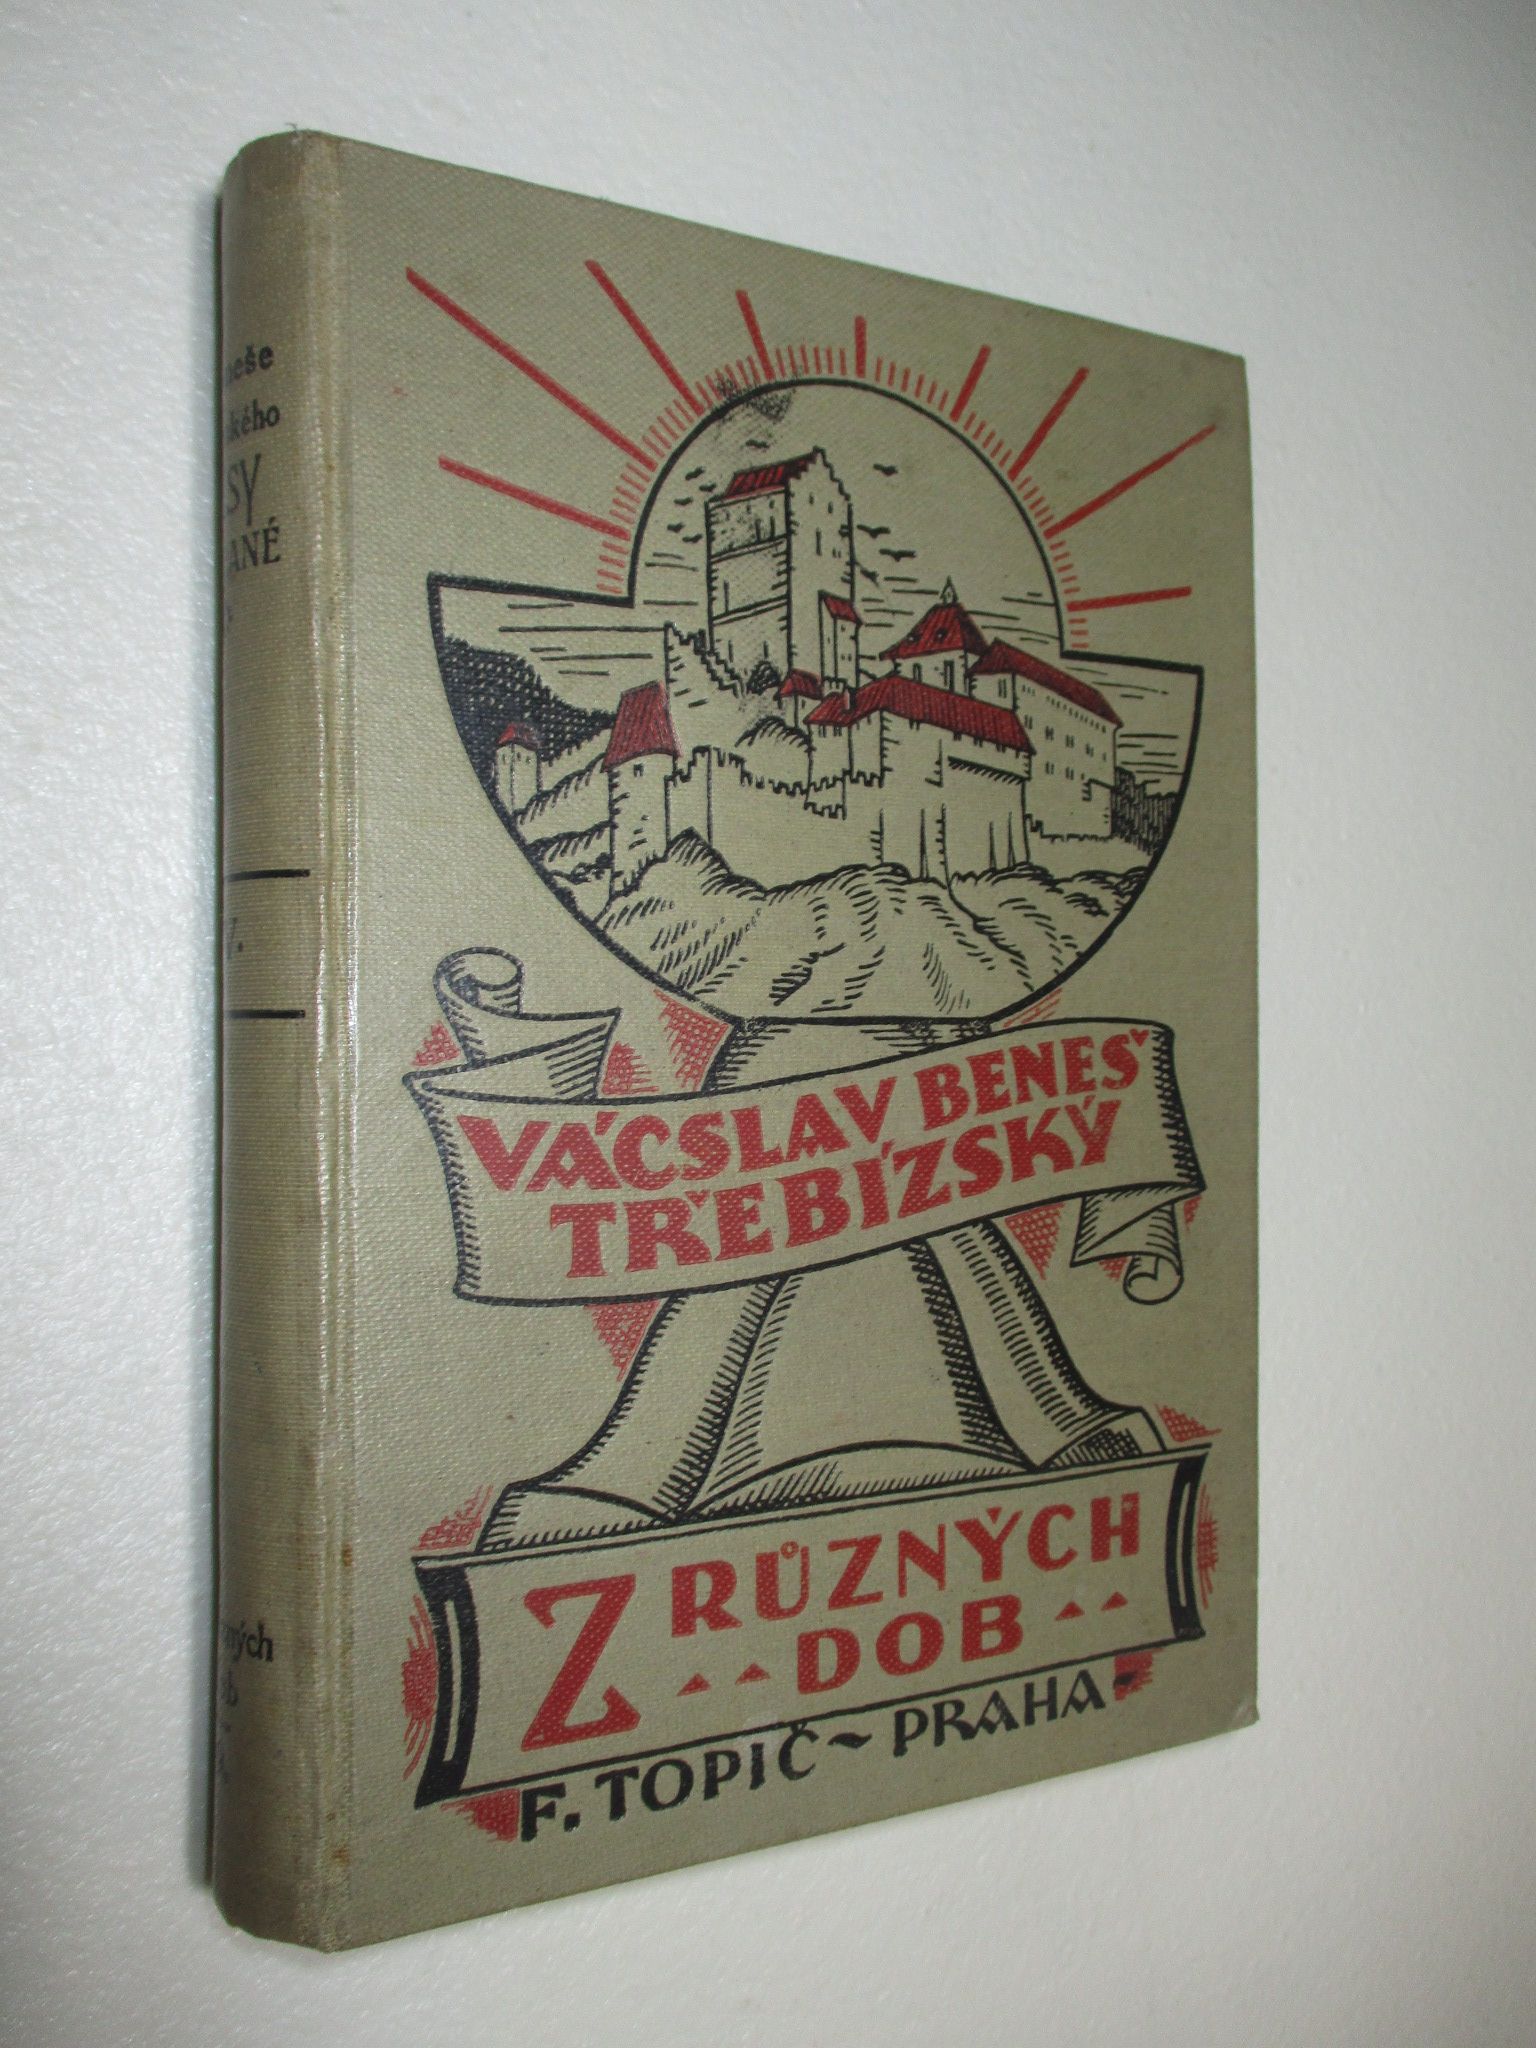 VÁCSLAV BENEŠ
TŘEBÍZSKÝ
Z RŮZNÝCH
DOB
F. TOPIČ~PRAHA-